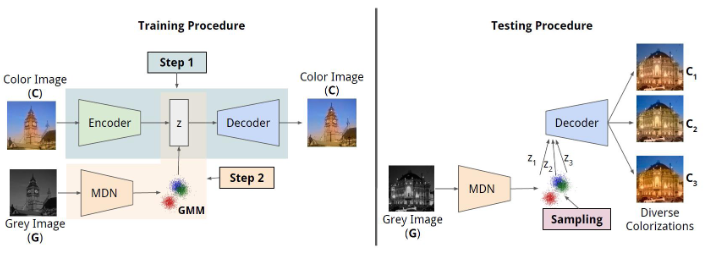 Training Procedure
Step 1
Color Image
(C)
Encoder
z
Decoder
Color Image
(C)
MDN
GMM
Step 2
Grey Image
(G)
Testing Procedure
Decoder
C1
C2
C3
z1
z2
z3
MDN
Grey Image
(G)
Sampling
Diverse
Colorizations